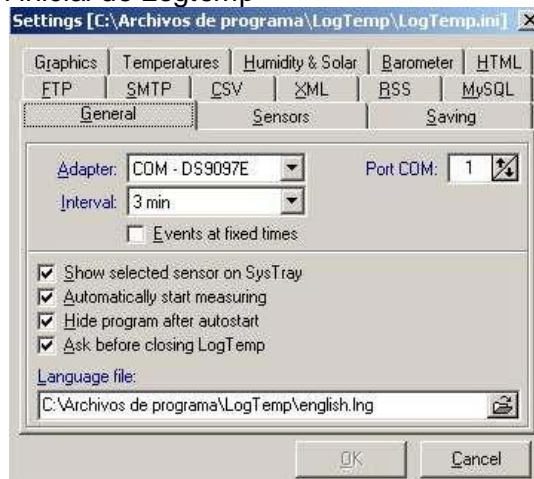 Settings [C:\Archivos de programa\LogTemp\LogTemp.ini]
Graphics Temperatures Humidity & Solar Barometer HTML
FTP SMTP CSV XML RSS MySQL
General Sensors Saving
Adapter: COM - DS9097E Port COM: 1
Interval: 3 min
Events at fixed times
Show selected sensor on SysTray
Automatically start measuring
Hide program after autostart
Ask before closing LogTemp
Language file:
C:\Archivos de programa\LogTemp\english.lng
OK Cancel